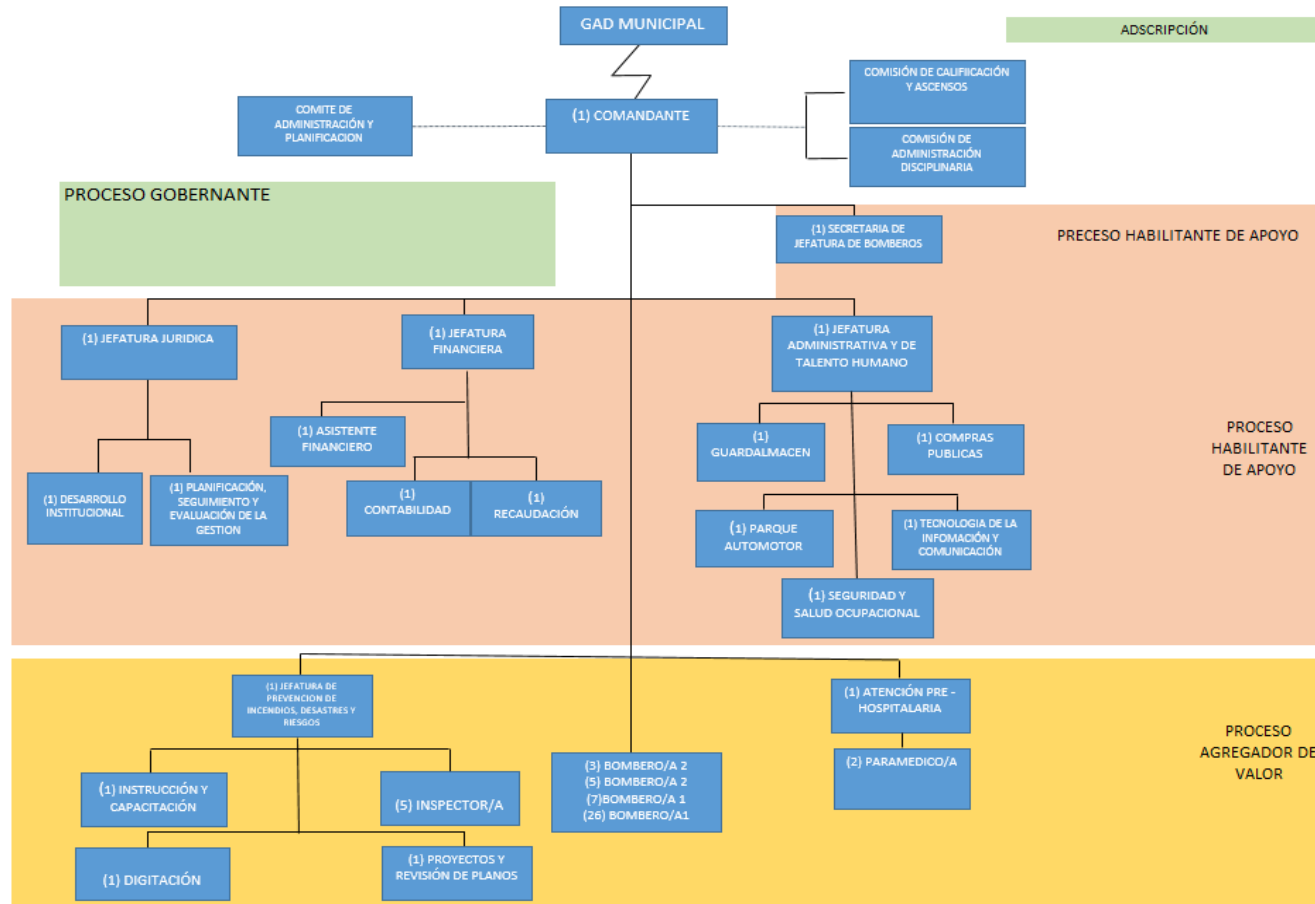 GAD MUNICIPAL
ADSCRIPCIÓN
COMISIÓN DE CALIFIICACIÓN
Y ASCENSOS
COMITE DE
ADMINISTRACIÓN Y
PLANIFICACION
(1) COMANDANTE
COMISIÓN DE
ADMINISTRACIÓN
DISCIPLINARIA
PROCESO GOBERNANTE
(1) SECRETARIA DE
JEFATURA DE BOMBEROS
PRECESO HABILITANTE DE APOYO
(1) JEFATURA JURIDICA
(1) JEFATURA
FINANCIERA
(1) JEFATURA
ADMINISTRATIVA Y DE
TALENTO HUMANO
(1) ASISTENTE
FINANCIERO
(1)
GUARDALMACEN
(1) COMPRAS
PUBLICAS
PROCESO
HABILITANTE
DE APOYO
(1) DESARROLLO
INSTITUCIONAL
(1) PLANIFICACIÓN,
SEGUIMIENTO Y
EVALUACIÓN DE LA
GESTION
(1)
CONTABILIDAD
(1)
RECAUDACIÓN
(1) PARQUE
AUTOMOTOR
(1) TECNOLOGIA DE LA
INFOMACIÓN Y
COMUNICACIÓN
(1) SEGURIDAD Y
SALUD OCUPACIONAL
(1) JEFATURA DE
PREVENCION DE
INCENDIOS, DESASTRES Y
RIESGOS
(1) ATENCIÓN PRE -
HOSPITALARIA
PROCESO
AGREGADOR DE
VALOR
(1) INSTRUCCIÓN Y
CAPACITACIÓN
(5) INSPECTOR/A
(3) BOMBERO/A 2
(5) BOMBERO/A 2
(7)BOMBERO/A 1
(26) BOMBERO/A1
(2) PARAMEDICO/A
(1) DIGITACIÓN
(1) PROYECTOS Y
REVISIÓN DE PLANOS